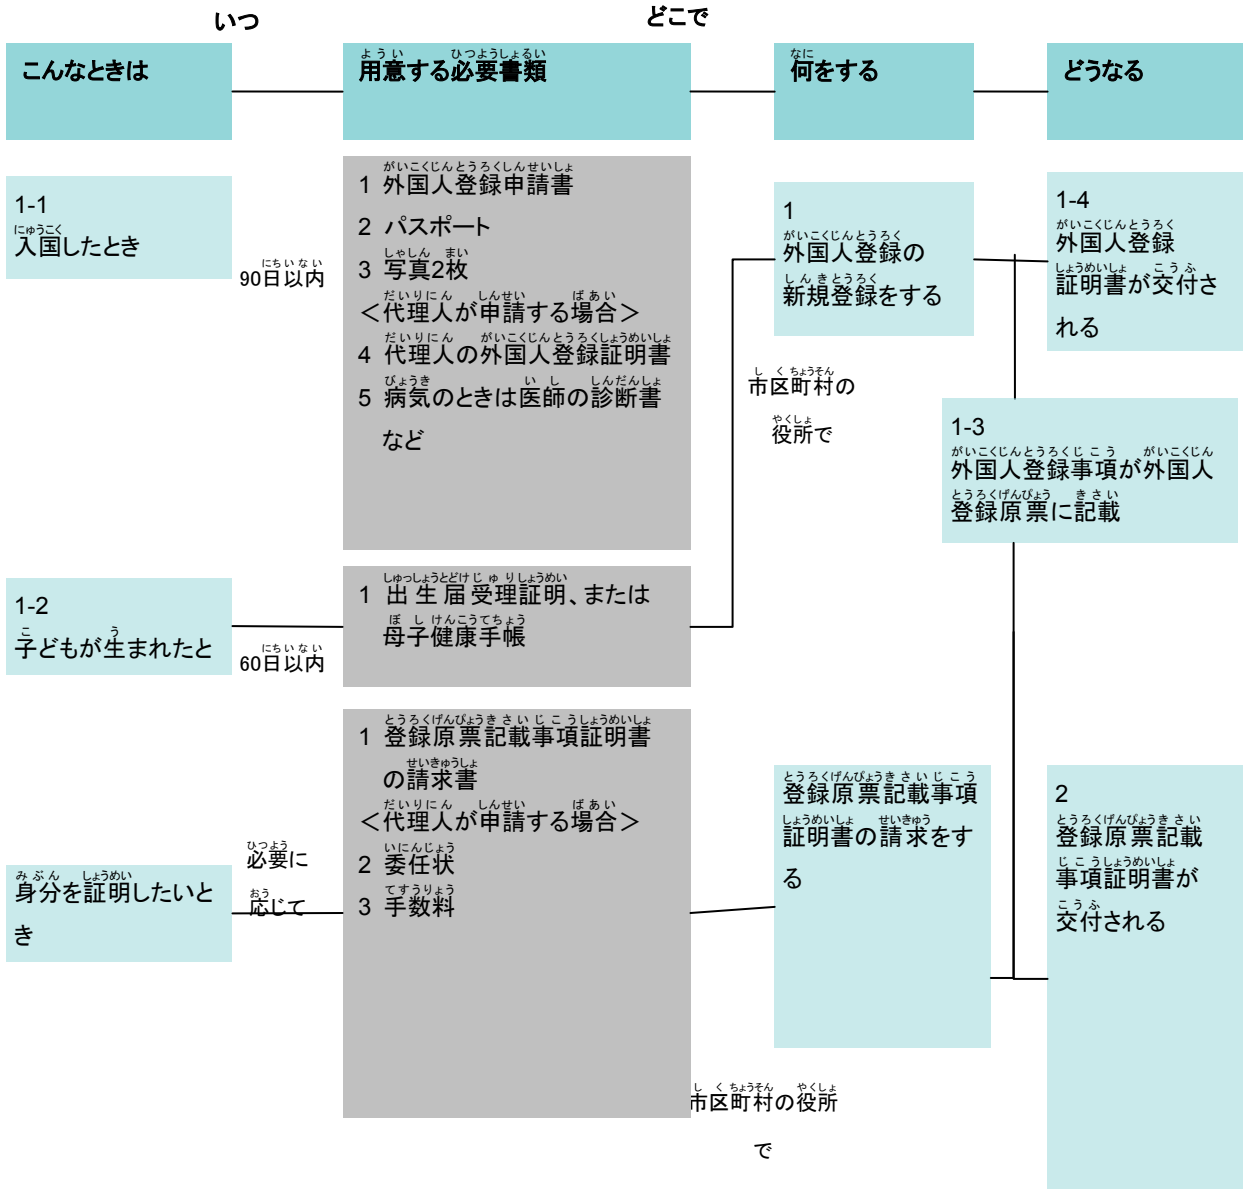 いつ
どこで
こんなときは
用意する必要書類
何をする
どうなる
1-1
入国したとき
90日以内
1 外国人登録申請書
2 パスポート
3 写真2枚
＜代理人が申請する場合＞
4 代理人の外国人登録証明書
5 病気のときは医師の診断書
など
1
外国人登録の
新規登録をする
市区町村の
役所で
1-4
外国人登録
証明書が交付さ
れる
1-3
外国人登録事項が外国人
登録原票に記載
1-2
子どもが生まれたと
60日以内
1 出生届受理証明、または
母子健康手帳
身分を証明したいと
き
必要に
応じて
1 登録原票記載事項証明書
の請求書
＜代理人が申請する場合＞
2 委任状
3 手数料
登録原票記載事項
証明書の請求をす
る
市区町村の役所
で
2
登録原票記載
事項証明書が
交付される